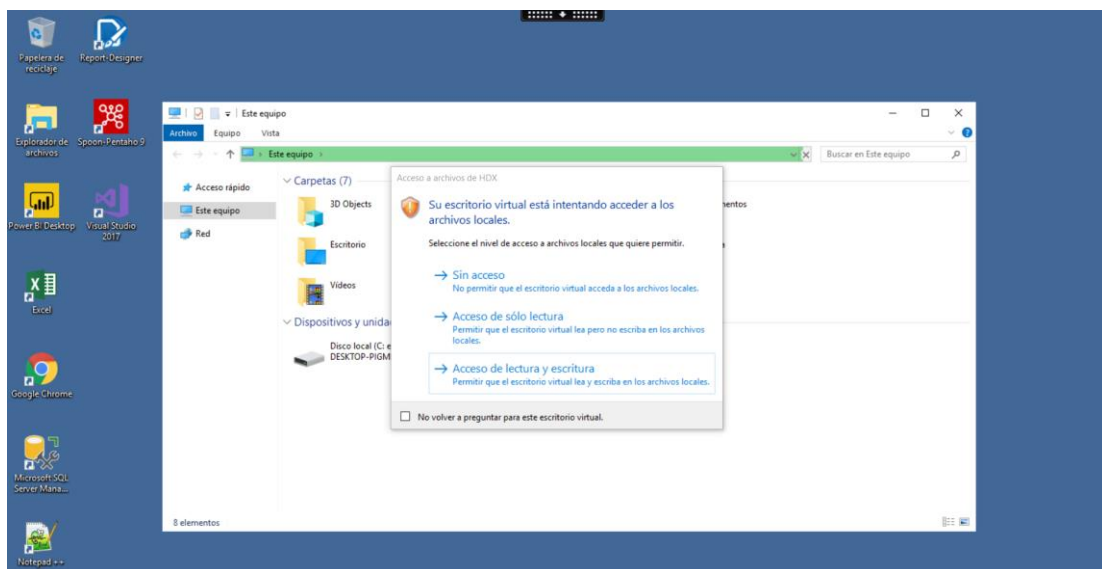 Papelera de
reciclaje
Report-Designer
Explorador de
archivos
Spoon-Pentaho 9
Power BI Desktop
Visual Studio
2017
Excel
Google Chrome
Microsoft SQL
Server Mana...
Notepad ++
Este equipo
Archivo
Equipo
Vista
Este equipo
Buscar en Este equipo
Acceso rápido
Este equipo
Red
Carpetas (7)
3D Objects
Escritorio
Vídeos
Dispositivos y unida
Disco local (C: e
DESKTOP-PIGM
Acceso a archivos de HDX
Su escritorio virtual está intentando acceder a los
archivos locales.
Seleccione el nivel de acceso a archivos locales que quiere permitir.
Sin acceso
No permitir que el escritorio virtual acceda a los archivos locales.
Acceso de sólo lectura
Permitir que el escritorio virtual lea pero no escriba en los archivos
locales.
Acceso de lectura y escritura
Permitir que el escritorio virtual lea y escriba en los archivos locales.
No volver a preguntar para este escritorio virtual.
8 elementos